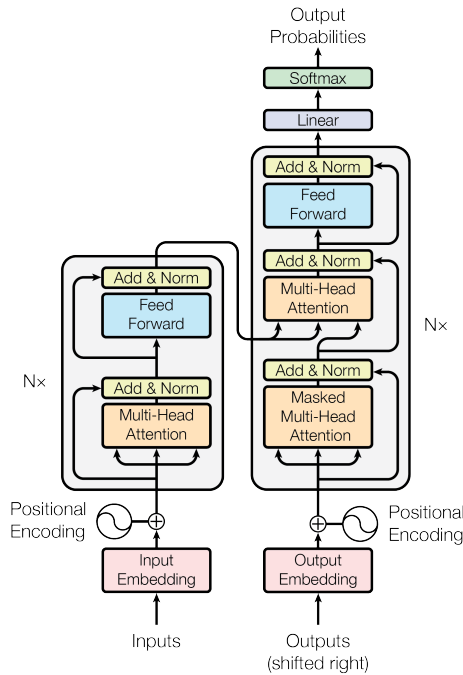 Output
Probabilities
Softmax
Linear
Add & Norm
Feed
Forward
Add & Norm
Multi-Head
Attention
Nx
Add & Norm
Masked
Multi-Head
Attention
Add & Norm
Feed
Forward
Nx
Add & Norm
Multi-Head
Attention
Positional
Encoding
Positional
Encoding
Input
Embedding
Output
Embedding
Inputs
Outputs
(shifted right)